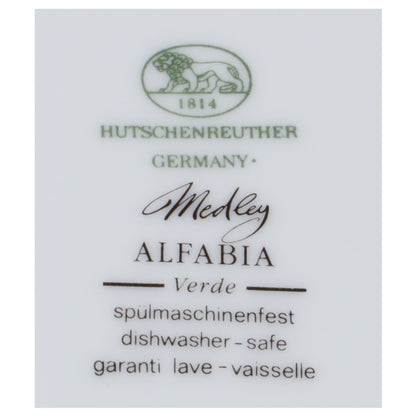 1814
HUTSCHENREUTHER
GERMANY·
Medley
ALFABIA
Verde
spülmaschinenfest
dishwasher-safe
garanti lave-vaisselle